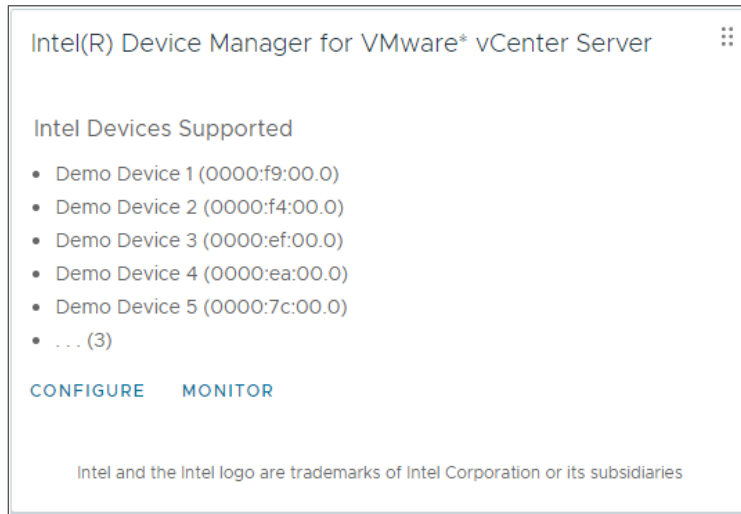 Intel(R) Device Manager for VMware* vCenter Server
Intel Devices Supported
• Demo Device 1 (0000:f9:00.0)
• Demo Device 2 (0000:f4:00.0)
• Demo Device 3 (0000:ef:00.0)
• Demo Device 4 (0000:ea:00.0)
• Demo Device 5 (0000:7c:00.0)
• . . . (3)
CONFIGURE MONITOR
Intel and the Intel logo are trademarks of Intel Corporation or its subsidiaries